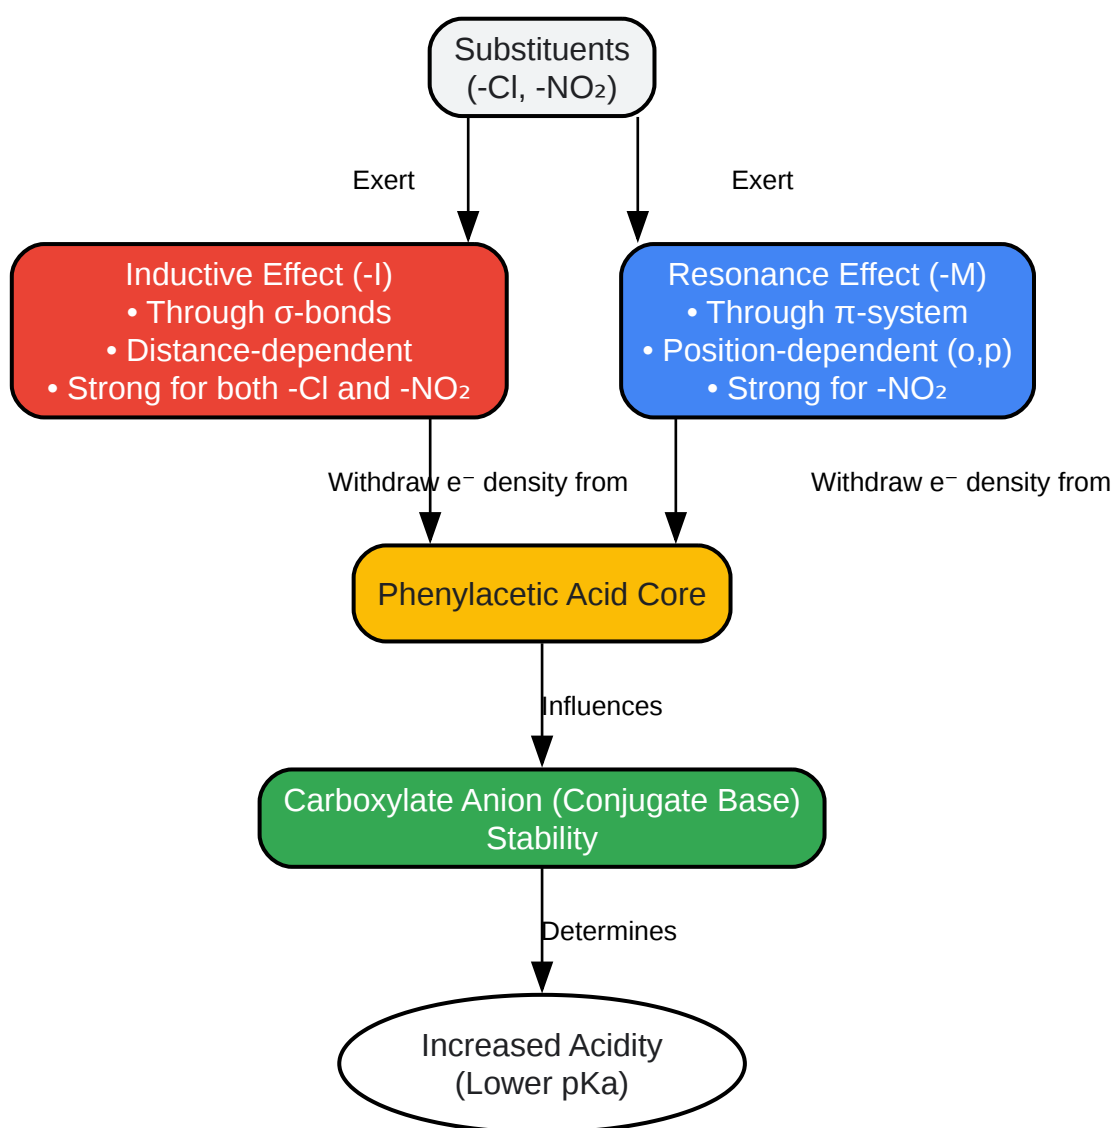 Substituents
(-Cl, -NO₂)
Exert
Exert
Inductive Effect (-I)
• Through σ-bonds
• Distance-dependent
• Strong for both -Cl and -NO₂
Resonance Effect (-M)
• Through π-system
• Position-dependent (o,p)
• Strong for -NO₂
Withdraw e⁻ density from
Withdraw e⁻ density from
Phenylacetic Acid Core
Influences
Carboxylate Anion (Conjugate Base)
Stability
Determines
Increased Acidity
(Lower pKa)